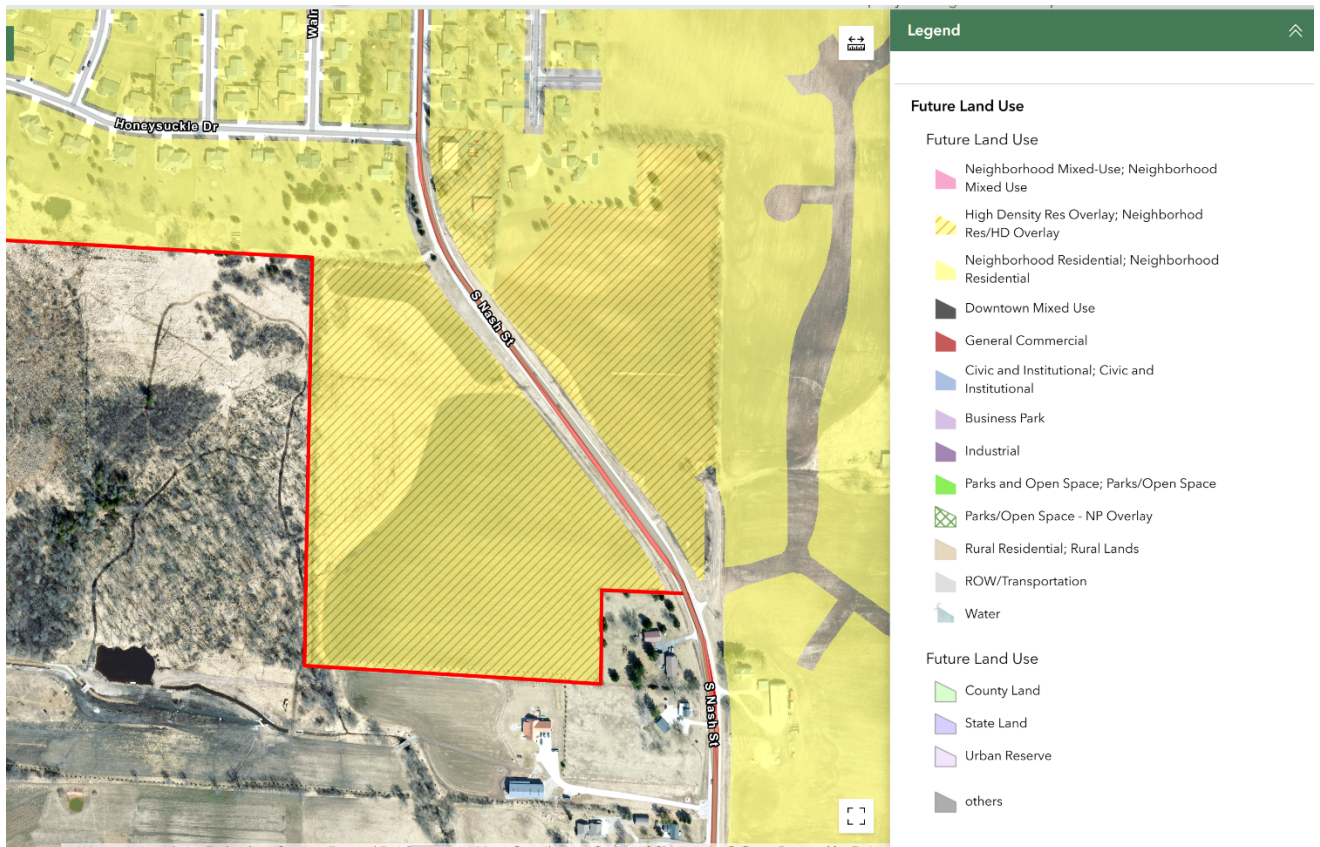 Legend
Future Land Use
Future Land Use
Neighborhood Mixed-Use; Neighborhood
Mixed Use
High Density Res Overlay; Neighborhod
Res/HD Overlay
Neighborhood Residential; Neighborhood
Residential
Downtown Mixed Use
General Commercial
Civic and Institutional; Civic and
Institutional
Business Park
Industrial
Parks and Open Space; Parks/Open Space
Parks/Open Space - NP Overlay
Rural Residential; Rural Lands
ROW/Transportation
Water
Future Land Use
County Land
State Land
Urban Reserve
others
Honeysuckle Dr
S Nash St
S Nash St